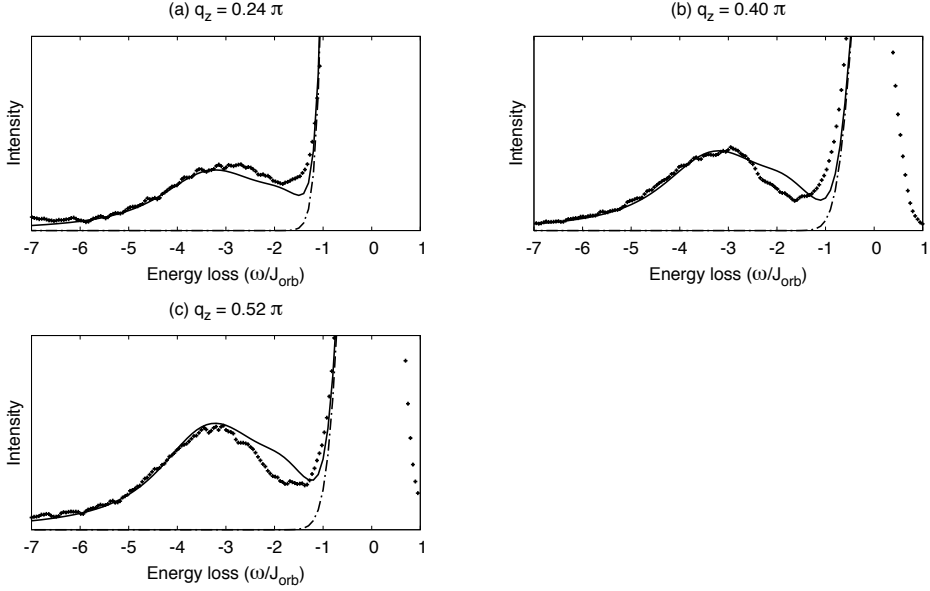 (a) q_z = 0.24 π
Intensity
-7 -6 -5 -4 -3 -2 -1 0 1
Energy loss (ω/J_orb)
(b) q_z = 0.40 π
Intensity
-7 -6 -5 -4 -3 -2 -1 0 1
Energy loss (ω/J_orb)
(c) q_z = 0.52 π
Intensity
-7 -6 -5 -4 -3 -2 -1 0 1
Energy loss (ω/J_orb)